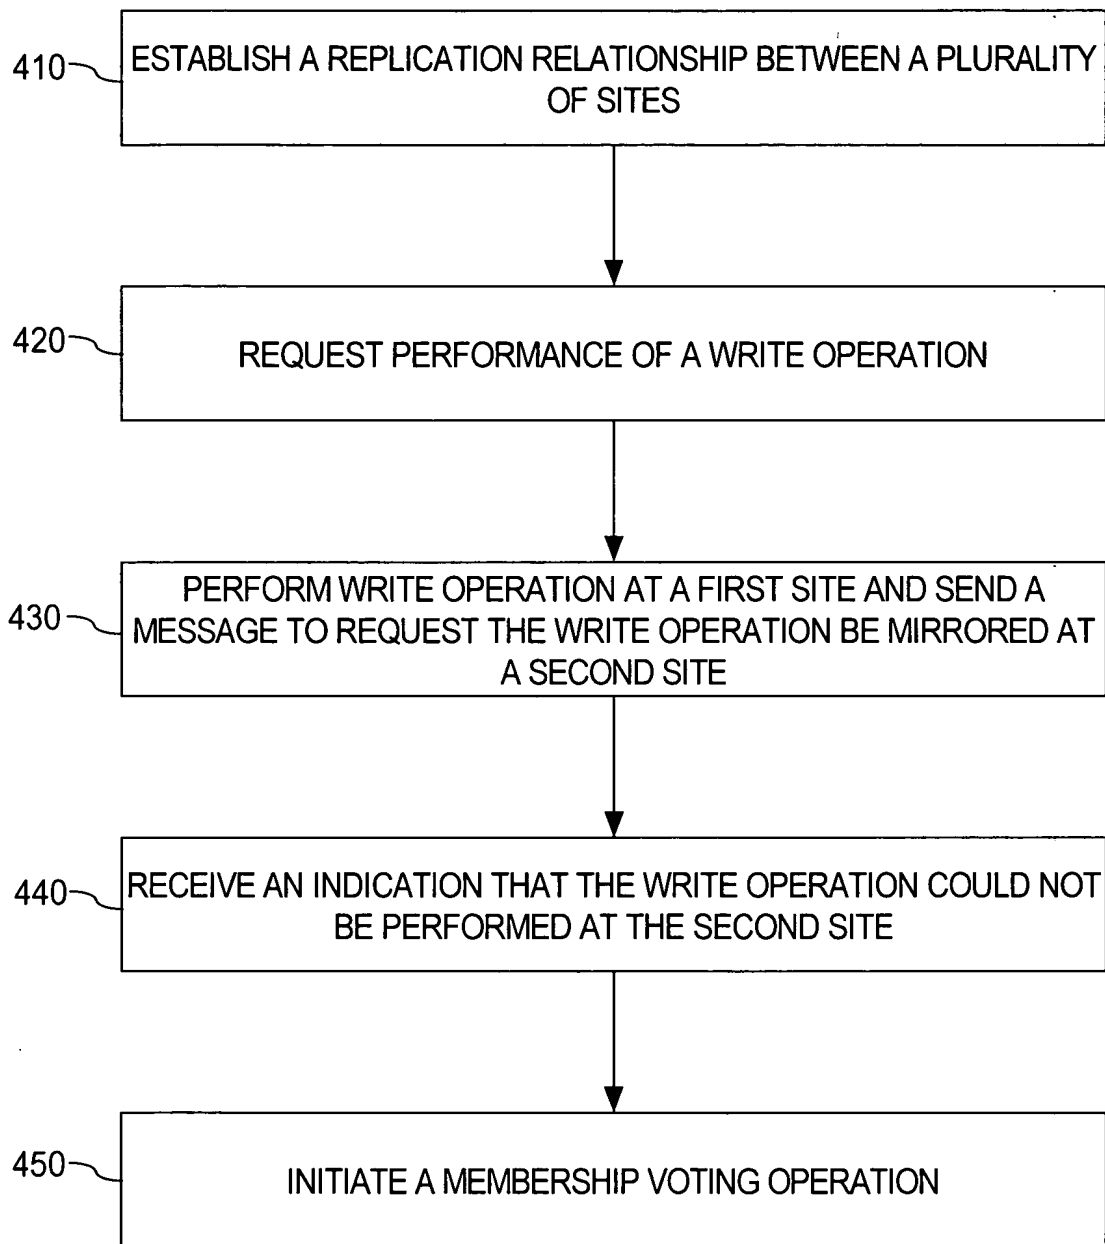 410
ESTABLISH A REPLICATION RELATIONSHIP BETWEEN A PLURALITY
OF SITES
420
REQUEST PERFORMANCE OF A WRITE OPERATION
430
PERFORM WRITE OPERATION AT A FIRST SITE AND SEND A
MESSAGE TO REQUEST THE WRITE OPERATION BE MIRRORED AT
A SECOND SITE
440
RECEIVE AN INDICATION THAT THE WRITE OPERATION COULD NOT
BE PERFORMED AT THE SECOND SITE
450
INITIATE A MEMBERSHIP VOTING OPERATION